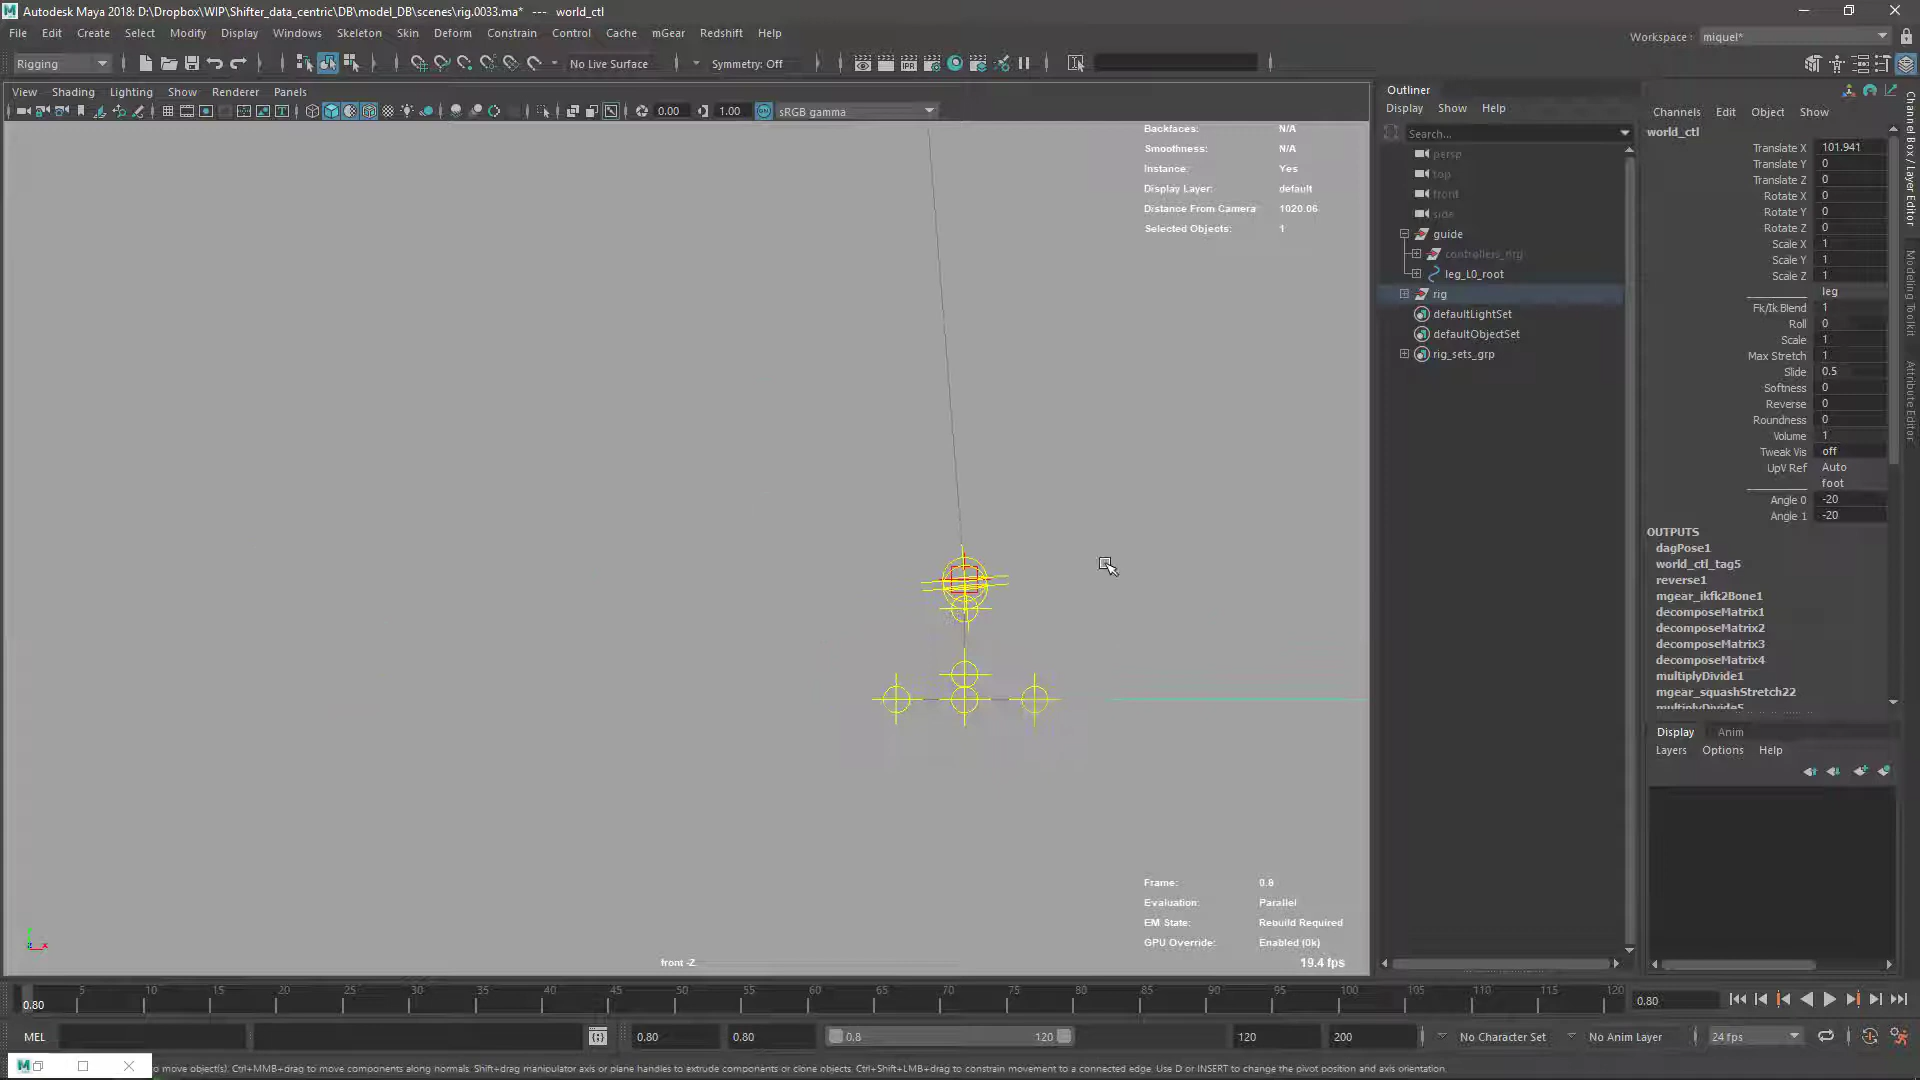 Autodesk Maya 2018: D:\Dropbox\WIP\Shifter_data_centric\DB\model_DB\scenes\rig.0033.ma*   ---   world_ctl
File Edit Create Select Modify Display Windows Skeleton Skin Deform Constrain Control Cache mGear Redshift Help
Workspace : miquel*
Rigging
No Live Surface
Symmetry: Off
View Shading Lighting Show Renderer Panels
0.00 1.00 sRGB gamma
Backfaces: N/A
Smoothness: N/A
Instance: Yes
Display Layer: default
Distance From Camera 1020.06
Selected Objects: 1
Frame: 0.8
Evaluation: Parallel
EM State: Rebuild Required
GPU Override: Enabled (0k)
front -Z
19.4 fps
Outliner
Display Show Help
Search...
persp
top
front
side
guide
leg_L0_root
rig
defaultLightSet
defaultObjectSet
rig_sets_grp
Channels Edit Object Show
world_ctl
Translate X 101.941
Translate Y 0
Translate Z 0
Rotate X 0
Rotate Y 0
Rotate Z 0
Scale X 1
Scale Y 1
Scale Z 1
leg
Fk/Ik Blend 1
Roll 0
Scale 1
Max Stretch 1
Slide 0.5
Softness 0
Reverse 0
Roundness 0
Volume 1
Tweak Vis off
UpV Ref Auto
foot
Angle 0 -20
Angle 1 -20
OUTPUTS
dagPose1
world_ctl_tag5
reverse1
mgear_ikfk2Bone1
decomposeMatrix1
decomposeMatrix2
decomposeMatrix3
decomposeMatrix4
multiplyDivide1
mgear_squashStretch22
multiplyDivide5
Display Anim
Layers Options Help
Channel Box / Layer Editor
Modeling Toolkit
Attribute Editor
5 10 15 20 25 30 35 40 45 50 55 60 65 70 75 80 85 90 95 100 105 110 115 120
0.80
0.80
MEL
0.80 0.80 0.8 120 120 200
No Character Set
No Anim Layer
24 fps
to move object(s). Ctrl+MMB+drag to move components along normals. Shift+drag manipulator axis or plane handles to extrude components or clone objects. Ctrl+Shift+LMB+drag to constrain movement to a connected edge. Use D or INSERT to change the pivot position and axis orientation.